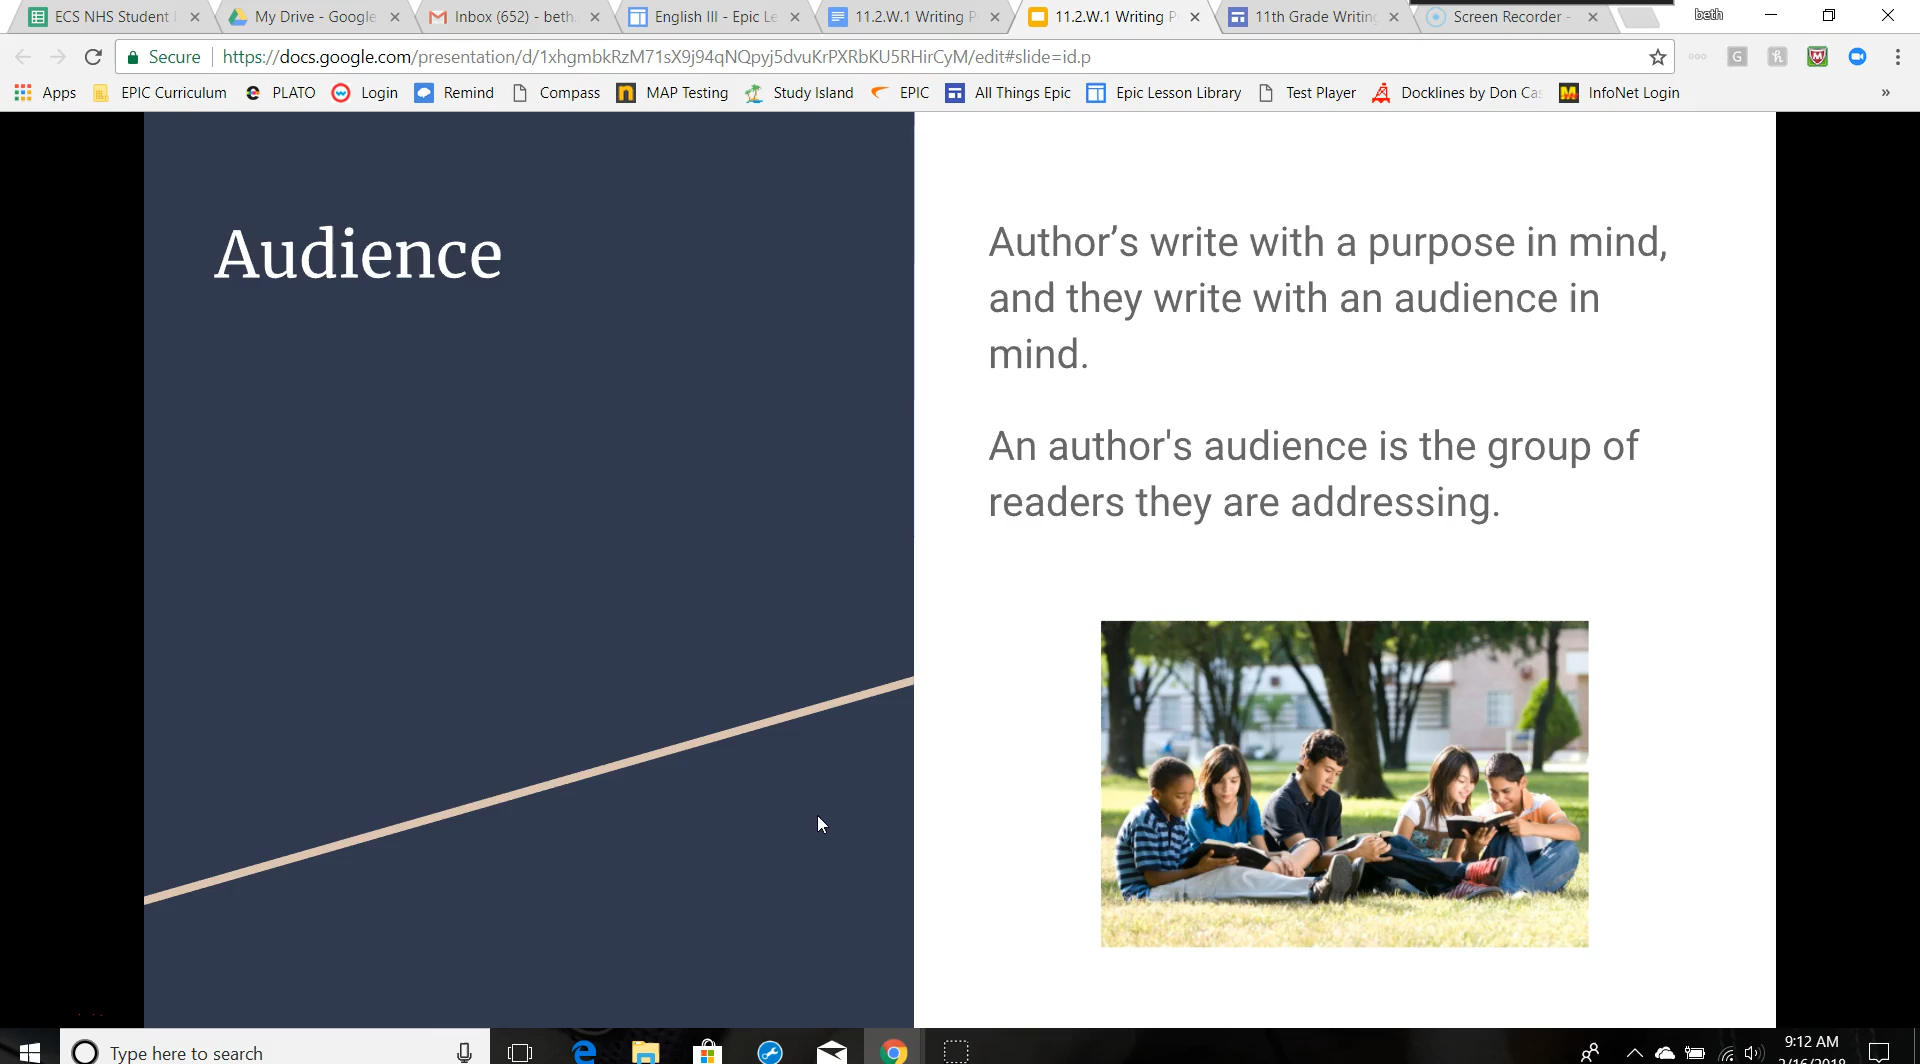 ECS NHS Student
My Drive - Google
Inbox (652) - beth.
English III - Epic Le
11.2.W.1 Writing P
11.2.W.1 Writing P
11th Grade Writing
Screen Recorder -
beth
Secure
https://docs.google.com/presentation/d/1xhgmbkRzM71sX9j94qNQpyj5dvuKrPXRbKU5RHirCyM/edit#slide=id.p
Apps
EPIC Curriculum
PLATO
Login
Remind
Compass
MAP Testing
Study Island
EPIC
All Things Epic
Epic Lesson Library
Test Player
Docklines by Don Ca
InfoNet Login
Audience
Author’s write with a purpose in mind,
and they write with an audience in
mind.
An author's audience is the group of
readers they are addressing.
Type here to search
9:12 AM
2/16/2018